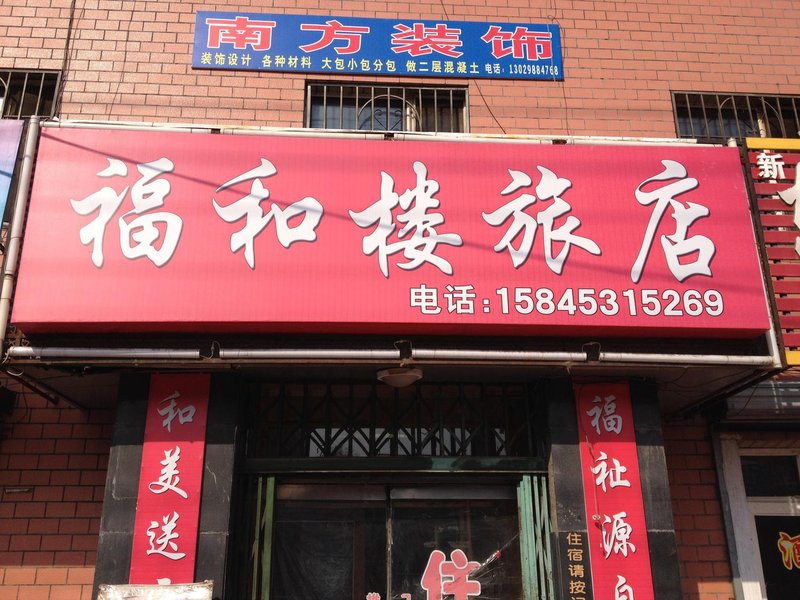 南方装饰
装饰设计 各种材料 大包小包分包 做二层混凝土 电话：13029884768
福和楼旅店
电话:15845315269
新
和美送
福祉源自
住宿请按
住